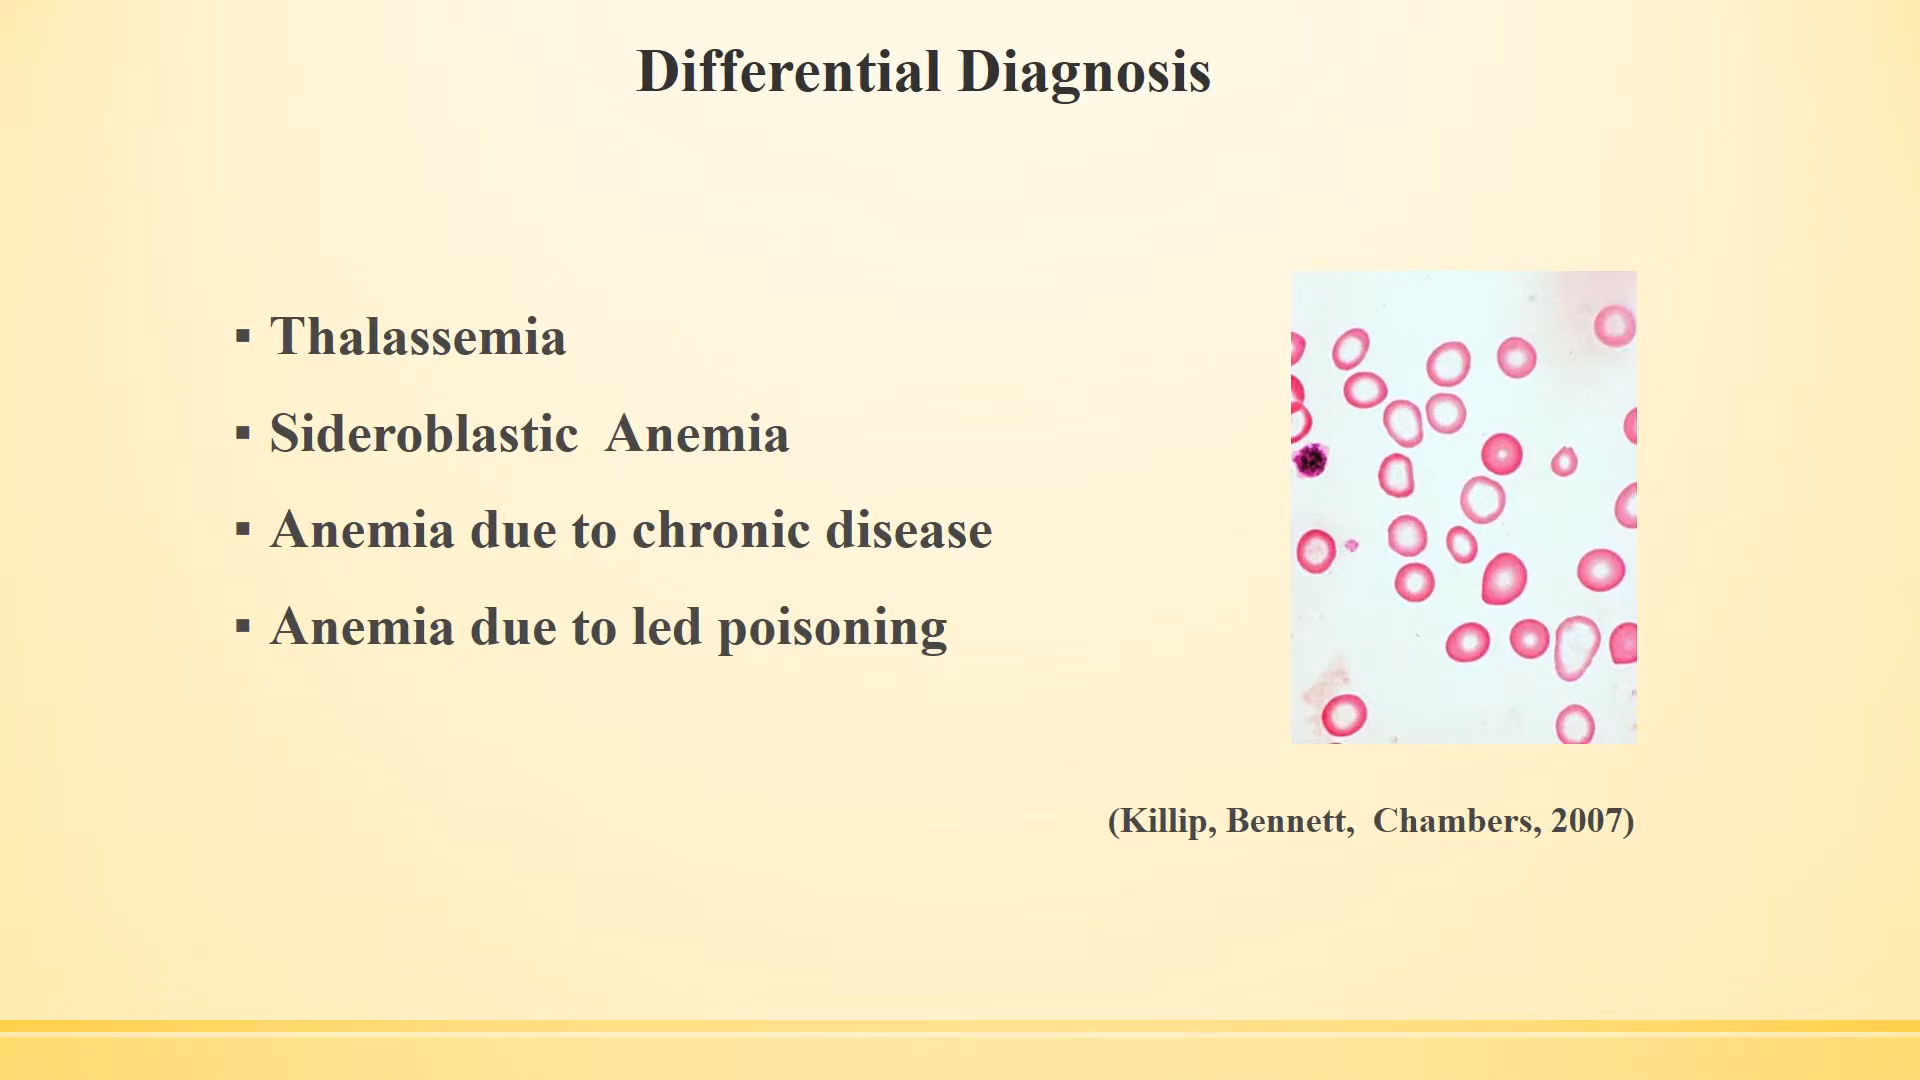 Differential Diagnosis
▪ Thalassemia
▪ Sideroblastic  Anemia
▪ Anemia due to chronic disease
▪ Anemia due to led poisoning
(Killip, Bennett,  Chambers, 2007)